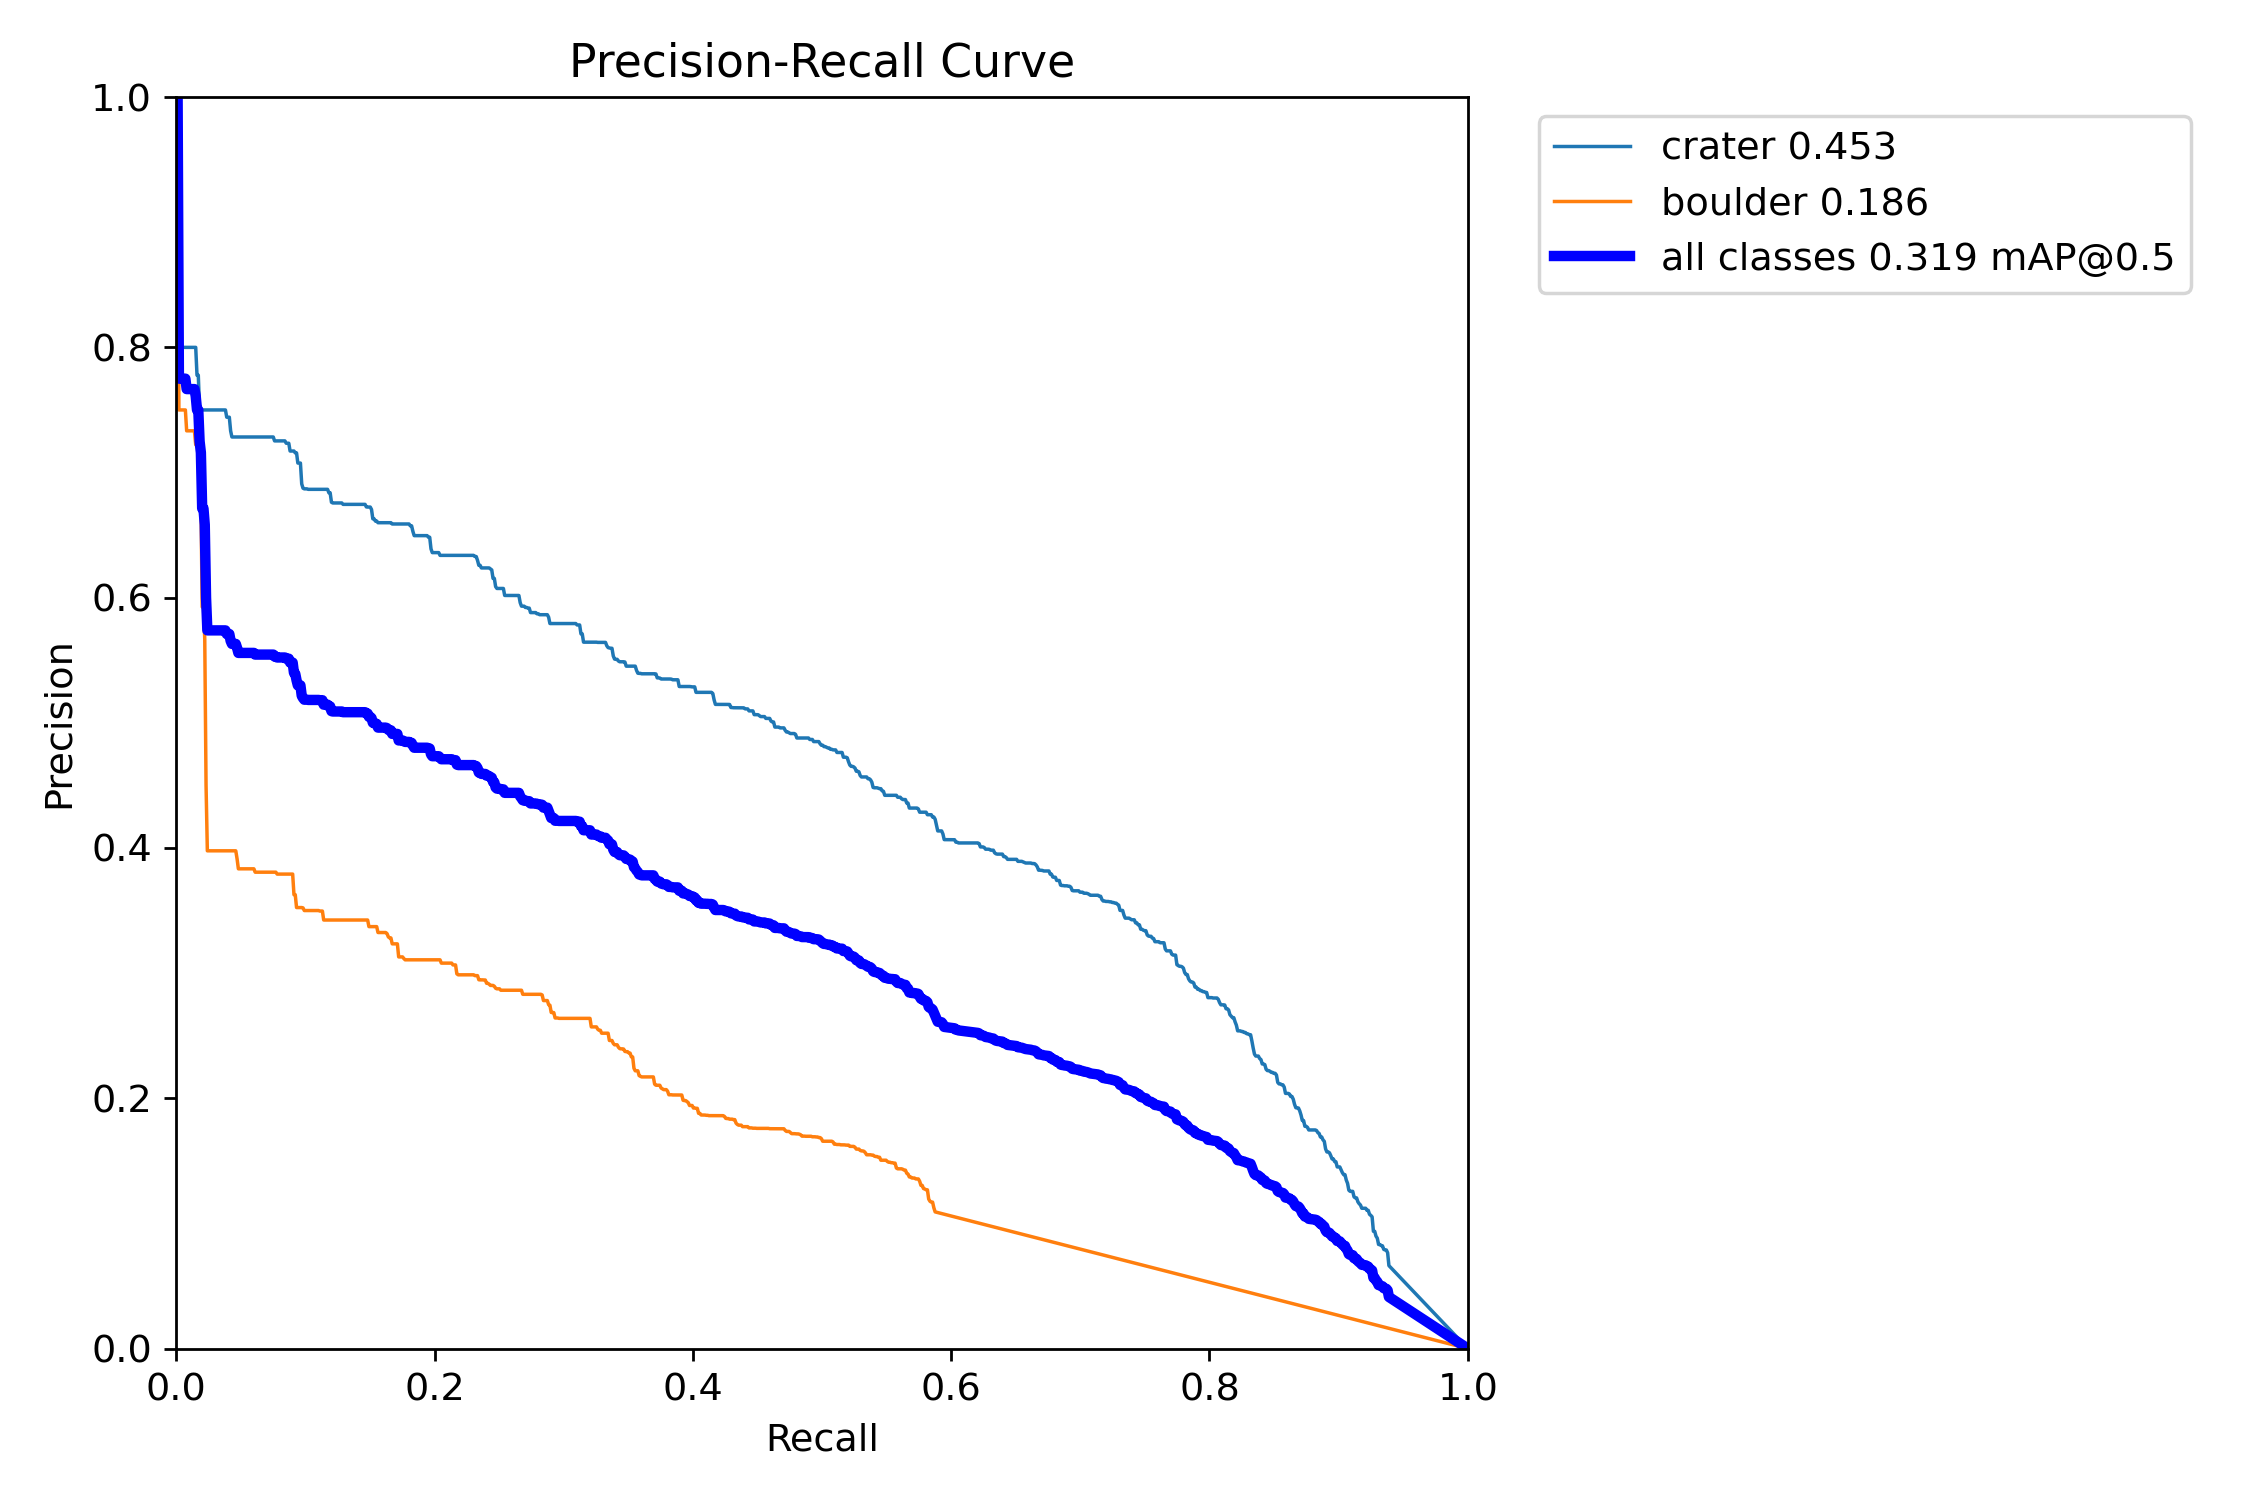 Precision-Recall Curve
1.0
0.8
0.6
0.4
0.2
0.0
Precision
0.0 0.2 0.4 0.6 0.8 1.0
Recall
crater 0.453
boulder 0.186
all classes 0.319 mAP@0.5